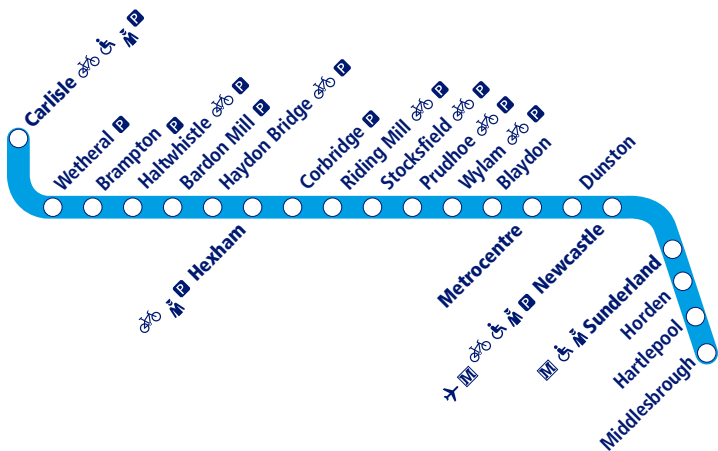 Carlisle P
Wetheral P
Brampton P
Haltwhistle P
Bardon Mill P
Haydon Bridge P
Hexham P
Corbridge P
Riding Mill P
Stocksfield P
Prudhoe P
Wylam P
Blaydon
Metrocentre
Dunston
Newcastle P M
Sunderland M
Horden
Hartlepool
Middlesbrough